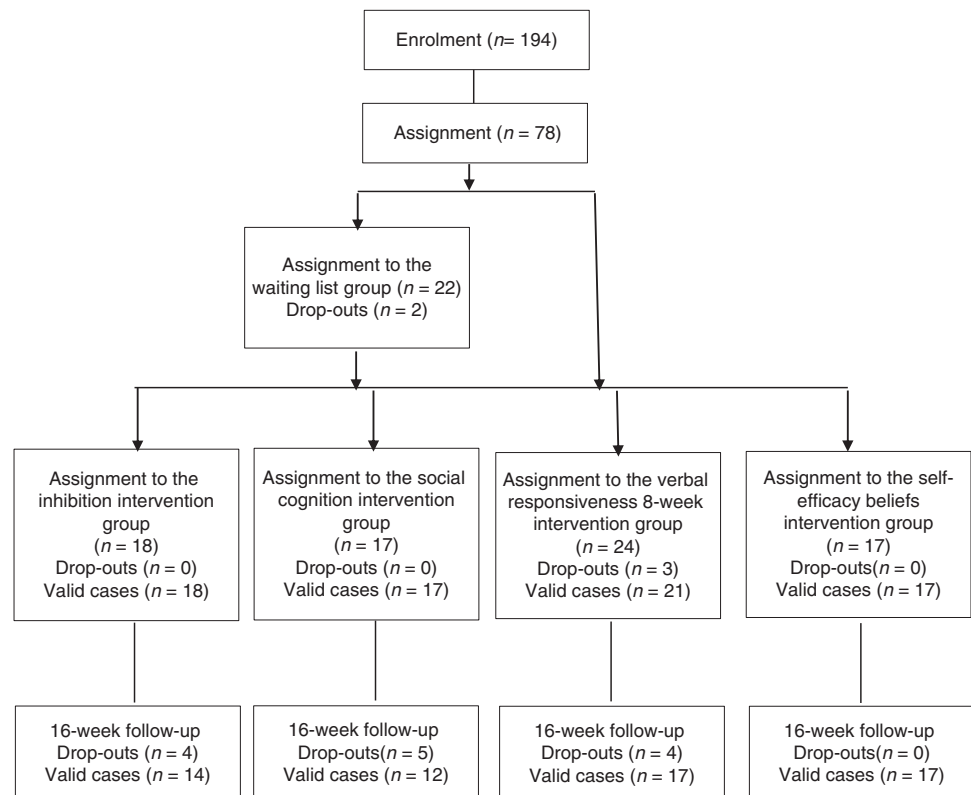 Enrolment (n= 194)
Assignment (n = 78)
Assignment to the
waiting list group (n = 22)
Drop-outs (n = 2)
Assignment to the
inhibition intervention
group
(n = 18)
Drop-outs (n = 0)
Valid cases (n = 18)
Assignment to the social
cognition intervention
group
(n = 17)
Drop-outs (n = 0)
Valid cases (n = 17)
Assignment to the verbal
responsiveness 8-week
intervention group
(n = 24)
Drop-outs (n = 3)
Valid cases (n = 21)
Assignment to the self-
efficacy beliefs
intervention group
(n = 17)
Drop-outs(n = 0)
Valid cases (n = 17)
16-week follow-up
Drop-outs (n = 4)
Valid cases (n = 14)
16-week follow-up
Drop-outs(n = 5)
Valid cases (n = 12)
16-week follow-up
Drop-outs (n = 4)
Valid cases (n = 17)
16-week follow-up
Drop-outs(n = 0)
Valid cases (n = 17)